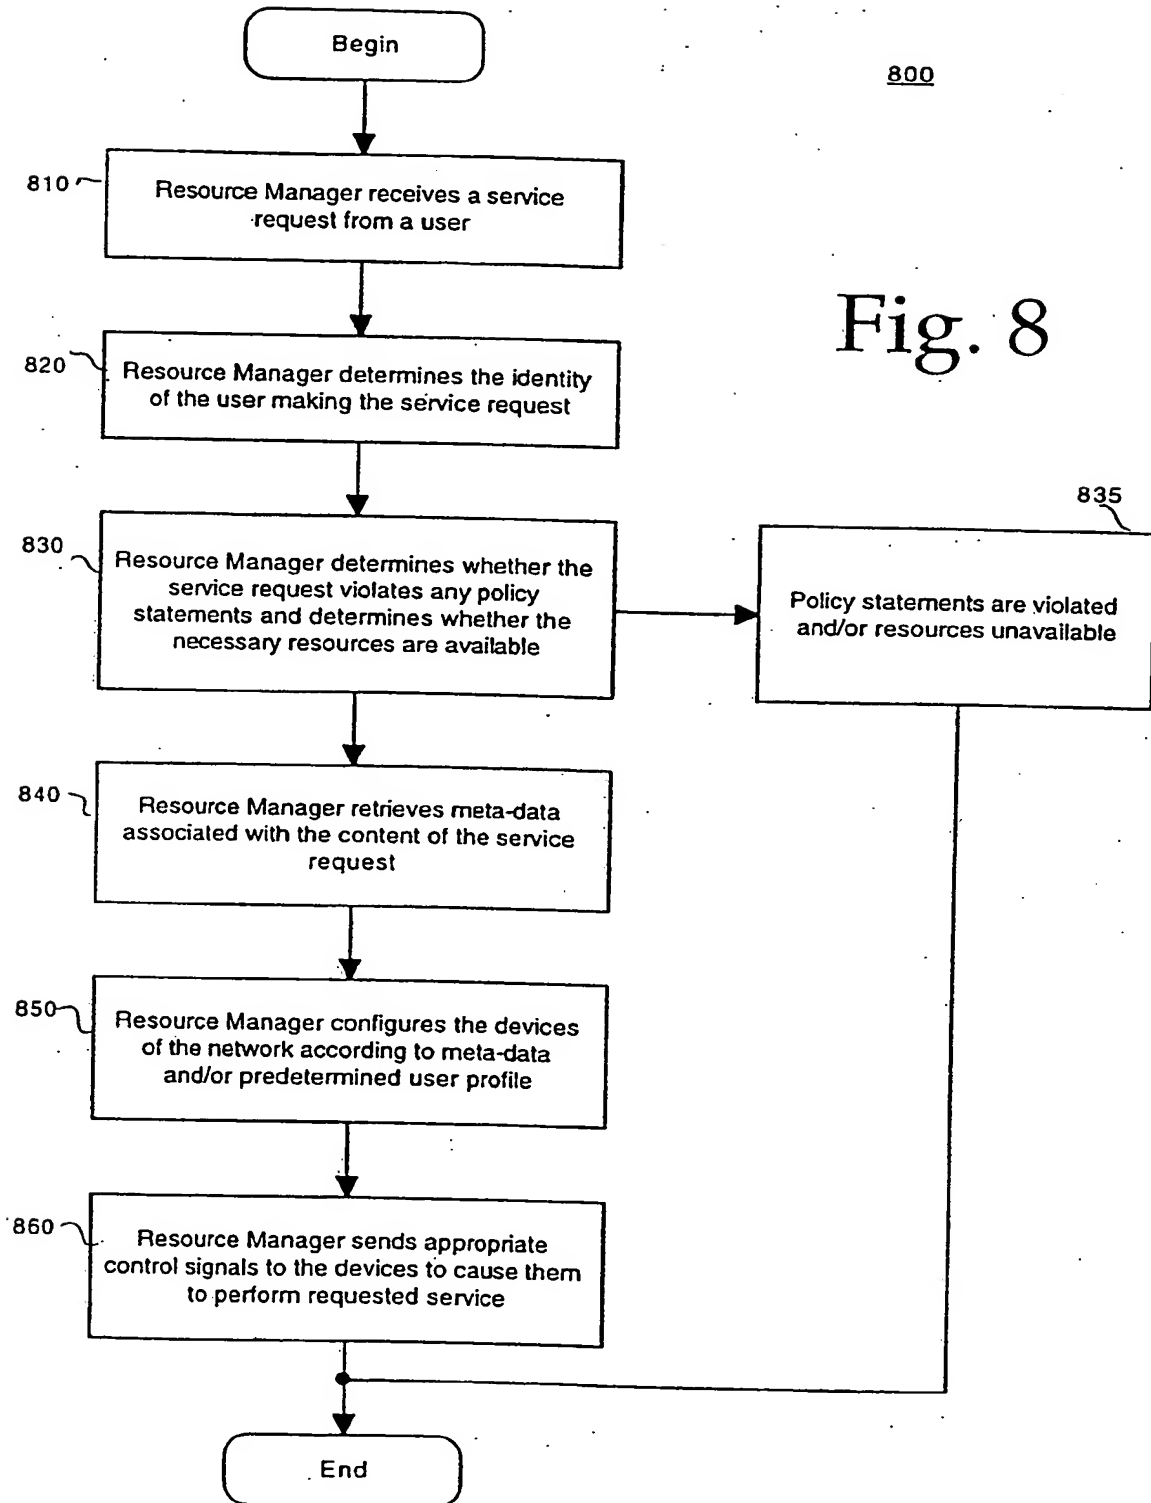 Begin
800
810
Resource Manager receives a service
request from a user
Fig. 8
820
Resource Manager determines the identity
of the user making the service request
835
830
Resource Manager determines whether the
service request violates any policy
statements and determines whether the
necessary resources are available
Policy statements are violated
and/or resources unavailable
840
Resource Manager retrieves meta-data
associated with the content of the service
request
850
Resource Manager configures the devices
of the network according to meta-data
and/or predetermined user profile
860
Resource Manager sends appropriate
control signals to the devices to cause them
to perform requested service
End